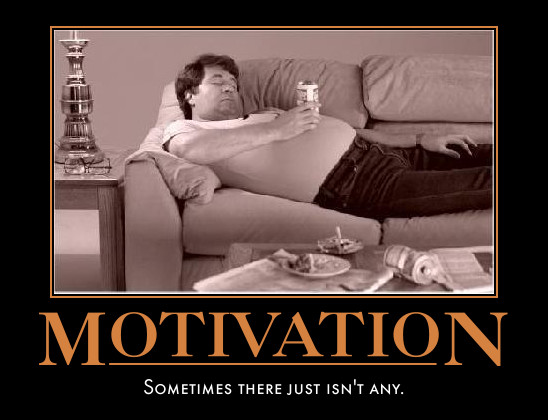 MOTIVATION
SOMETIMES THERE JUST ISN'T ANY.